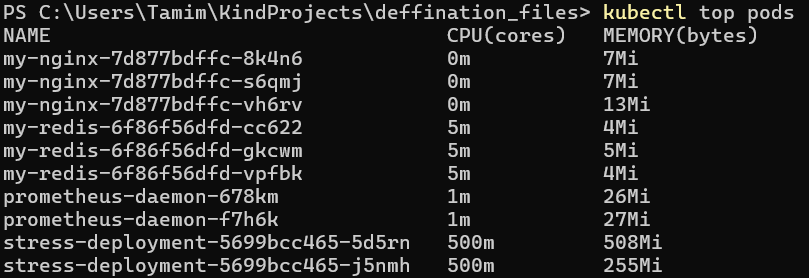 PS C:\Users\Tamim\KindProjects\deffination_files> kubectl top pods
NAME CPU(cores) MEMORY(bytes)
my-nginx-7d877bdffc-8k4n6 0m 7Mi
my-nginx-7d877bdffc-s6qmj 0m 7Mi
my-nginx-7d877bdffc-vh6rv 0m 13Mi
my-redis-6f86f56dfd-cc622 5m 4Mi
my-redis-6f86f56dfd-gkcwm 5m 5Mi
my-redis-6f86f56dfd-vpfbk 5m 4Mi
prometheus-daemon-678km 1m 26Mi
prometheus-daemon-f7h6k 1m 27Mi
stress-deployment-5699bcc465-5d5rn 500m 508Mi
stress-deployment-5699bcc465-j5nmh 500m 255Mi